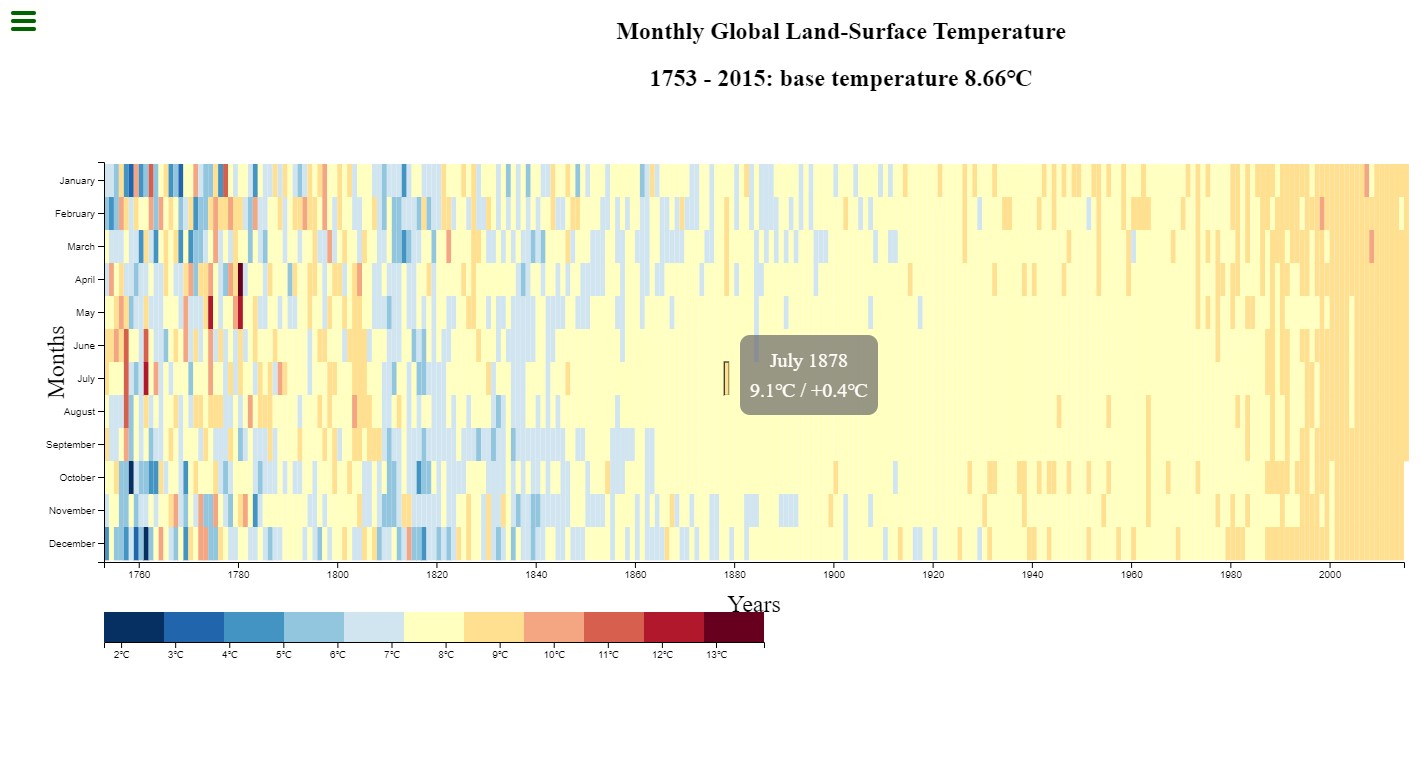 Monthly Global Land-Surface Temperature
1753 - 2015: base temperature 8.66℃
January
February
March
April
May
June
July
August
September
October
November
December
Months
July 1878
9.1℃ / +0.4℃
1760 1780 1800 1820 1840 1860 1880 1900 1920 1940 1960 1980 2000
Years
2℃ 3℃ 4℃ 5℃ 6℃ 7℃ 8℃ 9℃ 10℃ 11℃ 12℃ 13℃